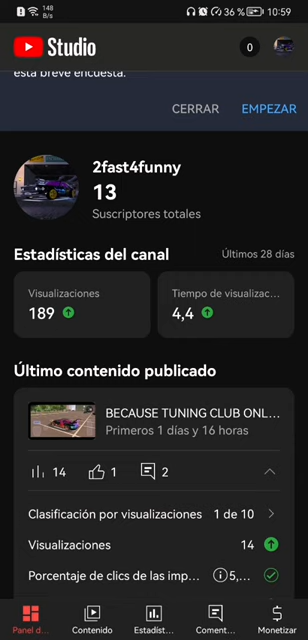 148
B/s
36 %
10:59
Studio
0
esta breve encuesta.
CERRAR
EMPEZAR
2fast4funny
13
Suscriptores totales
Estadísticas del canal
Últimos 28 días
Visualizaciones
189
Tiempo de visualizac...
4,4
Último contenido publicado
BECAUSE TUNING CLUB ONL...
Primeros 1 días y 16 horas
14
1
2
Clasificación por visualizaciones
1 de 10
Visualizaciones
14
Porcentaje de clics de las imp...
5,...
Panel d...
Contenido
Estadíst...
Coment...
Monetizar